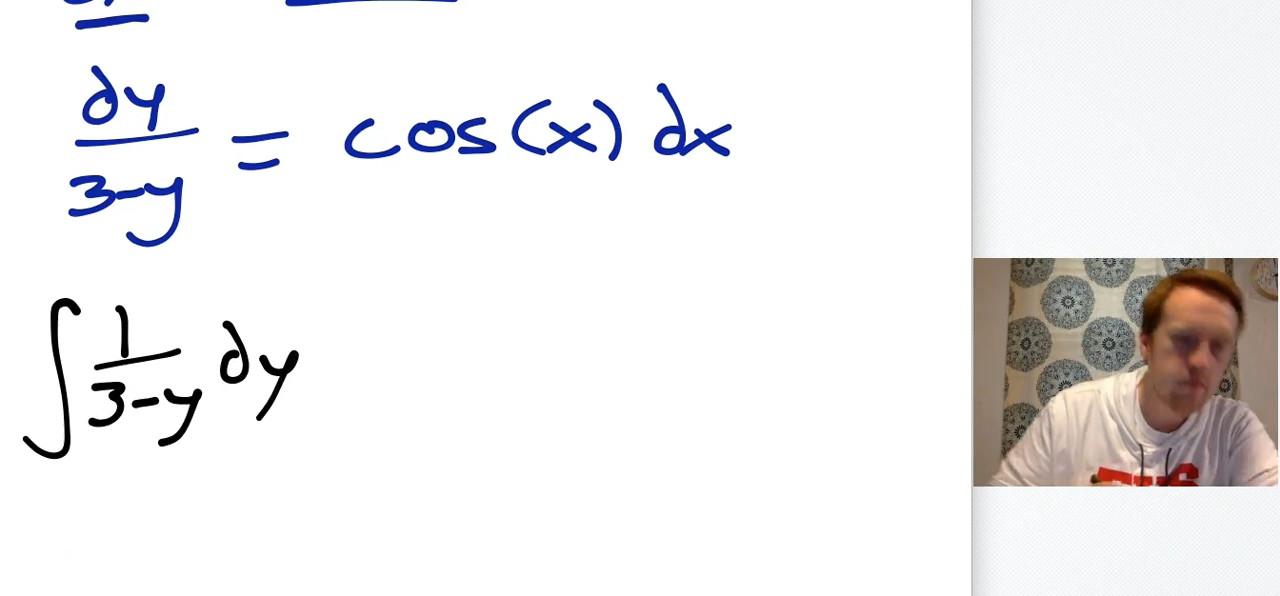 dy/(3-y) = cos(x) dx
∫ 1/(3-y) dy